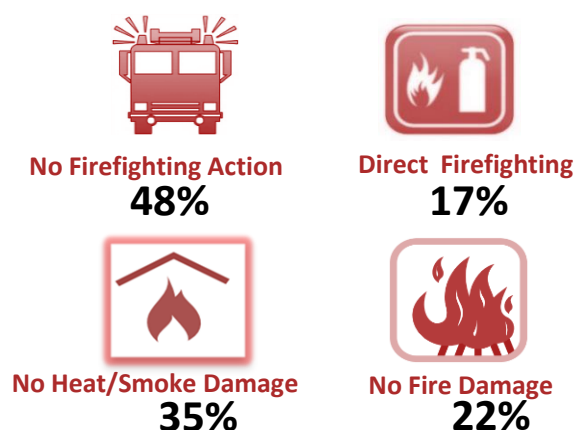 No Firefighting Action
48%
Direct Firefighting
17%
No Heat/Smoke Damage
35%
No Fire Damage
22%